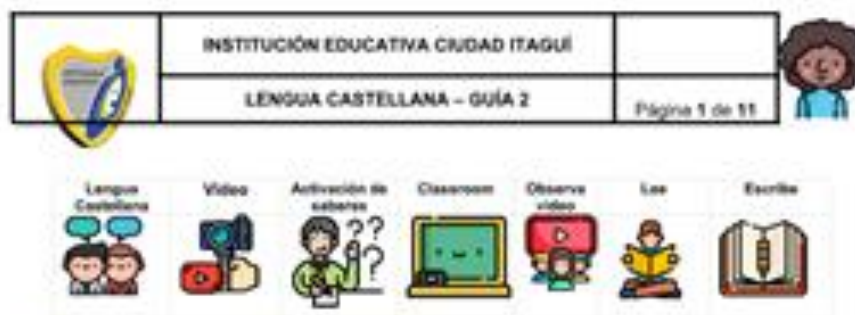 INSTITUCIÓN EDUCATIVA CIUDAD ITAGUÍ
LENGUA CASTELLANA – GUÍA 2
Página 1 de 11
Lengua Castellana
Video
Activación de saberes
Classroom
Observa video
Lee
Escribe
??
?